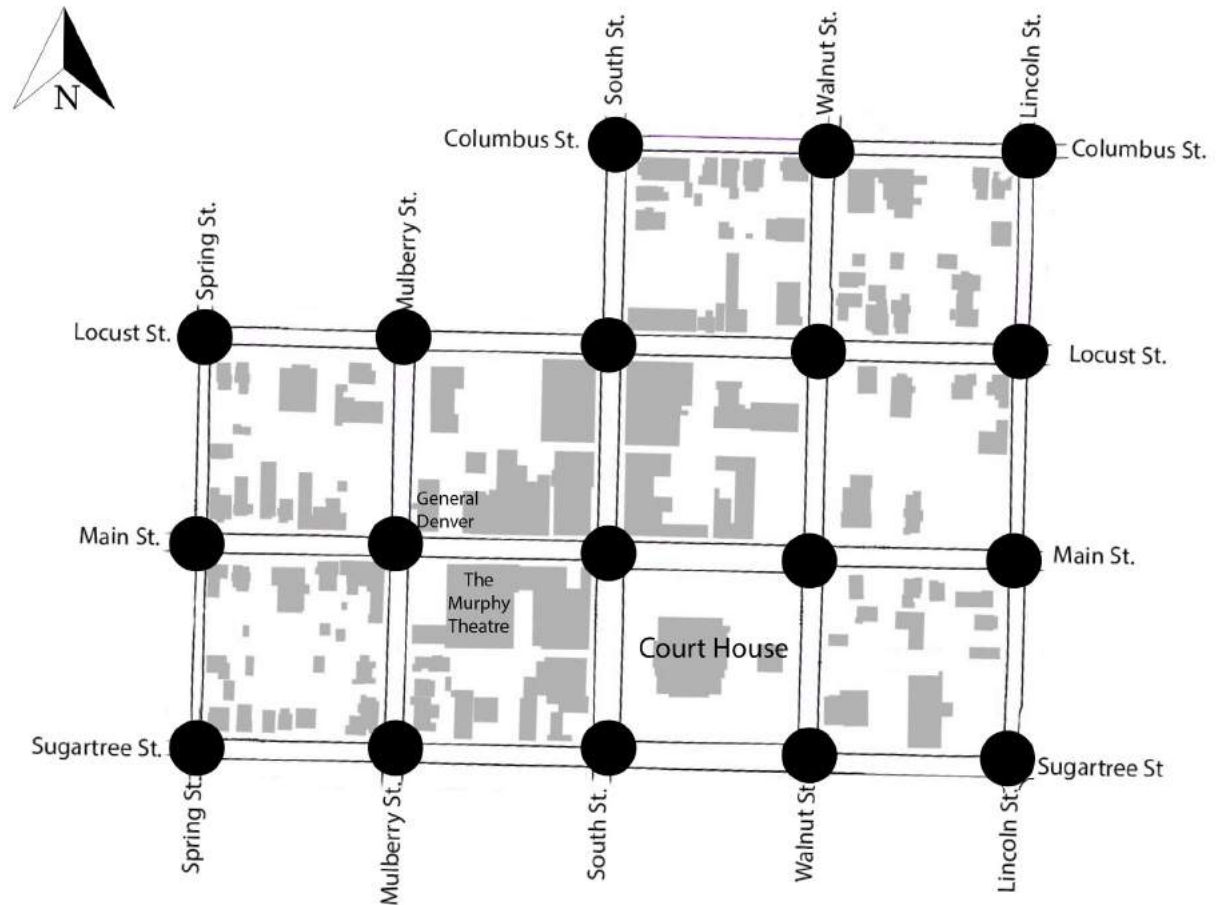 N
South St.
Walnut St.
Lincoln St.
Columbus St.
Columbus St.
Spring St.
Mulberry St.
Locust St.
Locust St.
General
Denver
Main St.
Main St.
The
Murphy
Theatre
Court House
Sugartree St.
Sugartree St
Spring St.
Mulberry St.
South St.
Walnut St
Lincoln St.